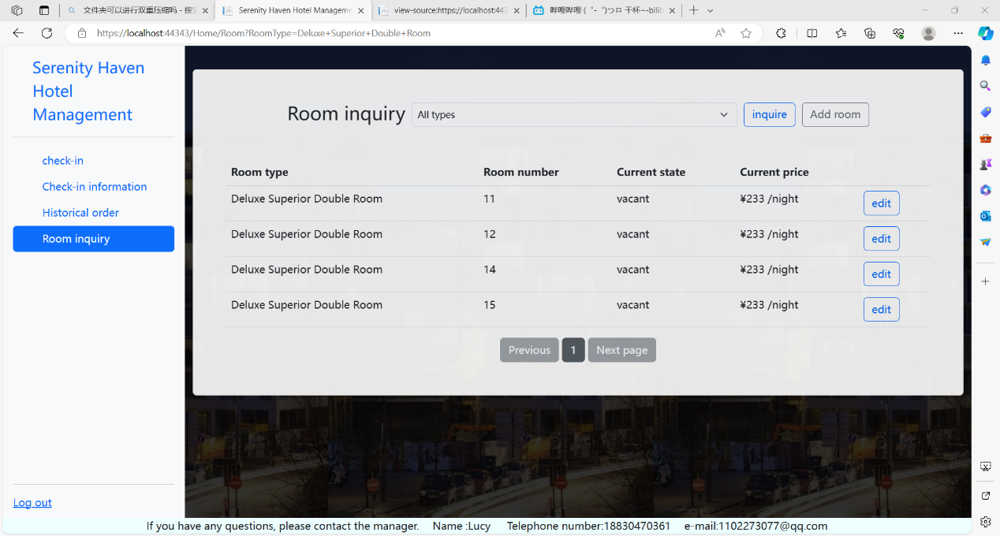 文件夹可以进行双重压缩吗 - 搜
Serenity Haven Hotel Manageme
view-source:https://localhost:443
哔哩哔哩 (゜-゜)つロ 干杯~-bilib
https://localhost:44343/Home/Room?RoomType=Deluxe+Superior+Double+Room
Serenity Haven
Hotel
Management
check-in
Check-in information
Historical order
Room inquiry
Log out
Room inquiry All types inquire Add room
Room type Room number Current state Current price
Deluxe Superior Double Room 11 vacant ¥233 /night edit
Deluxe Superior Double Room 12 vacant ¥233 /night edit
Deluxe Superior Double Room 14 vacant ¥233 /night edit
Deluxe Superior Double Room 15 vacant ¥233 /night edit
Previous 1 Next page
If you have any questions, please contact the manager. Name :Lucy Telephone number:18830470361 e-mail:1102273077@qq.com